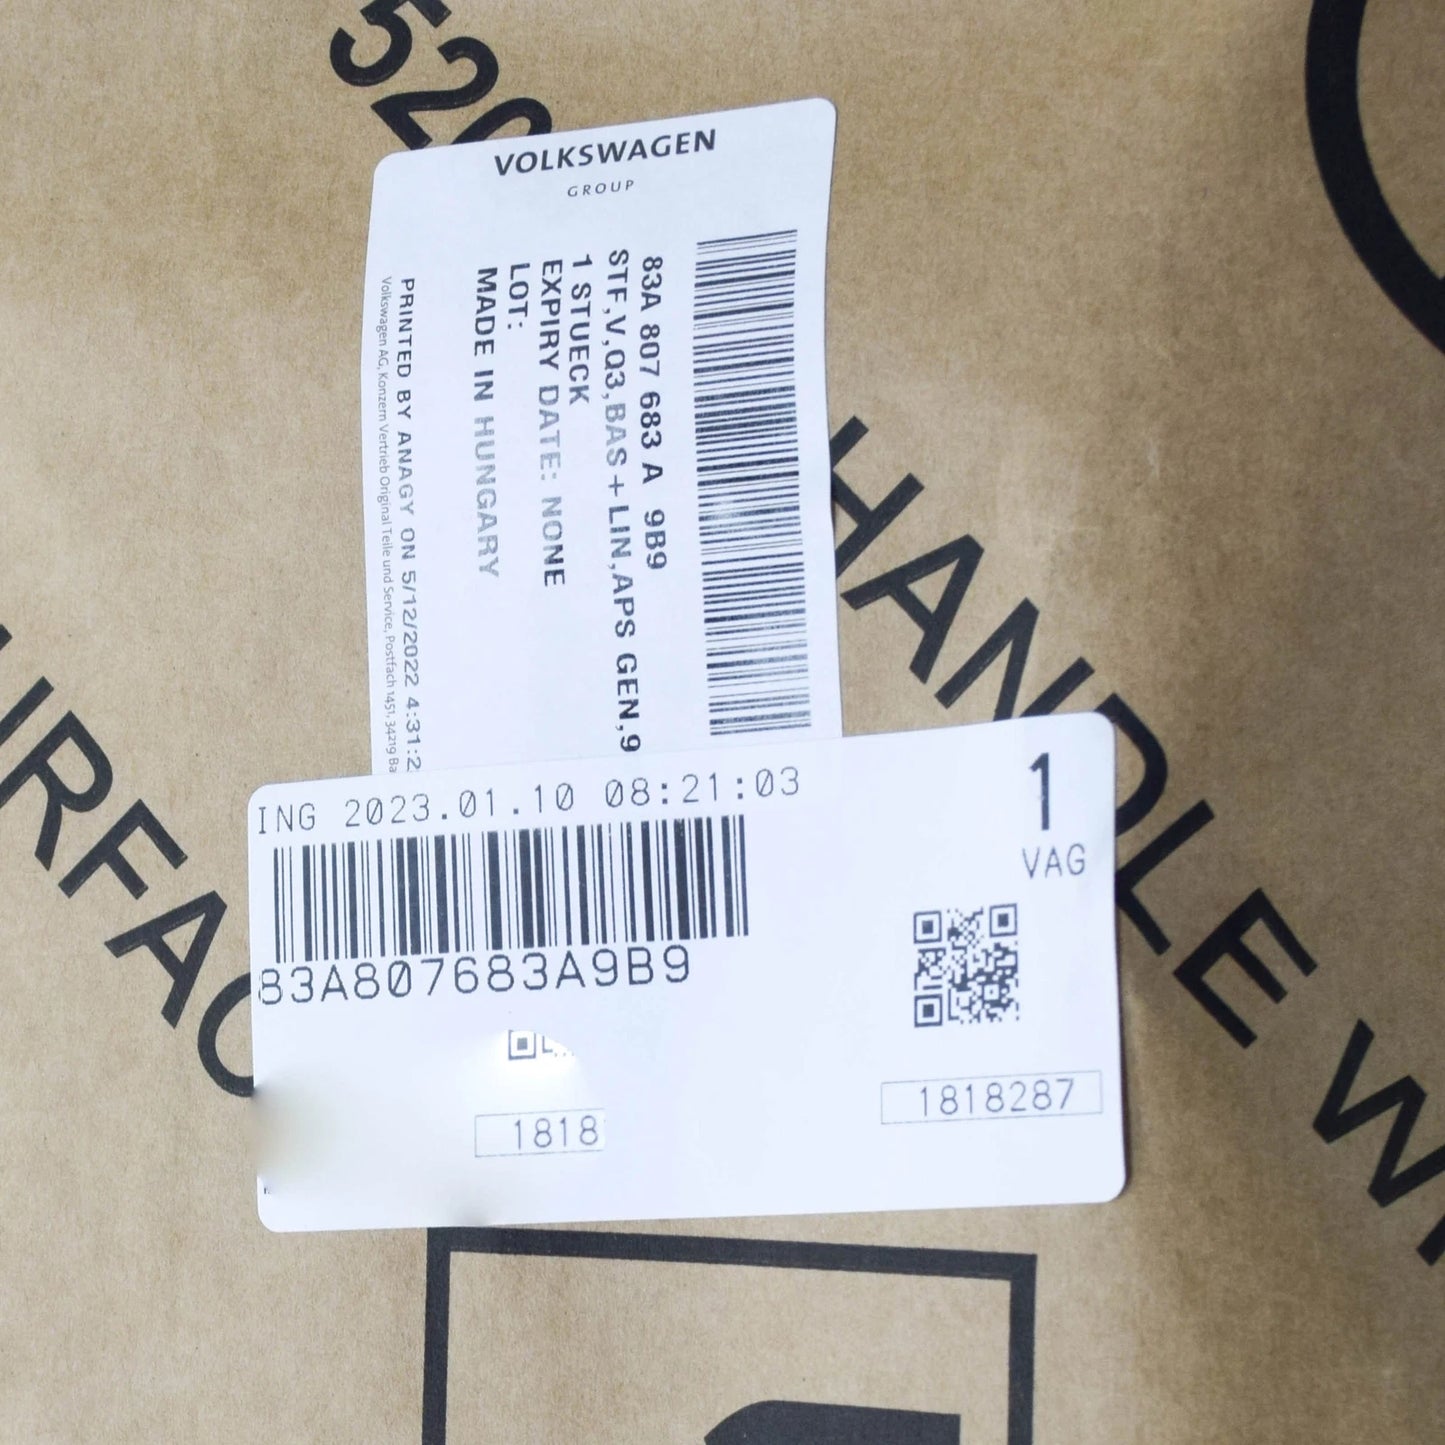 520
VOLKSWAGEN
GROUP
83A 807 683 A 9B9
STF,V,Q3,BAS+LIN,APS GEN,9
1 STUECK
EXPIRY DATE: NONE
LOT:
MADE IN HUNGARY
PRINTED BY ANAGY ON 5/12/2022 4:31:2
Volkswagen AG, Konzern Vertrieb Original Teile und Service, Postfach 1451, 34219 Ba
HANDLE WI
IRFAC
ING 2023.01.10 08:21:03
1
VAG
83A807683A9B9
1818
1818287